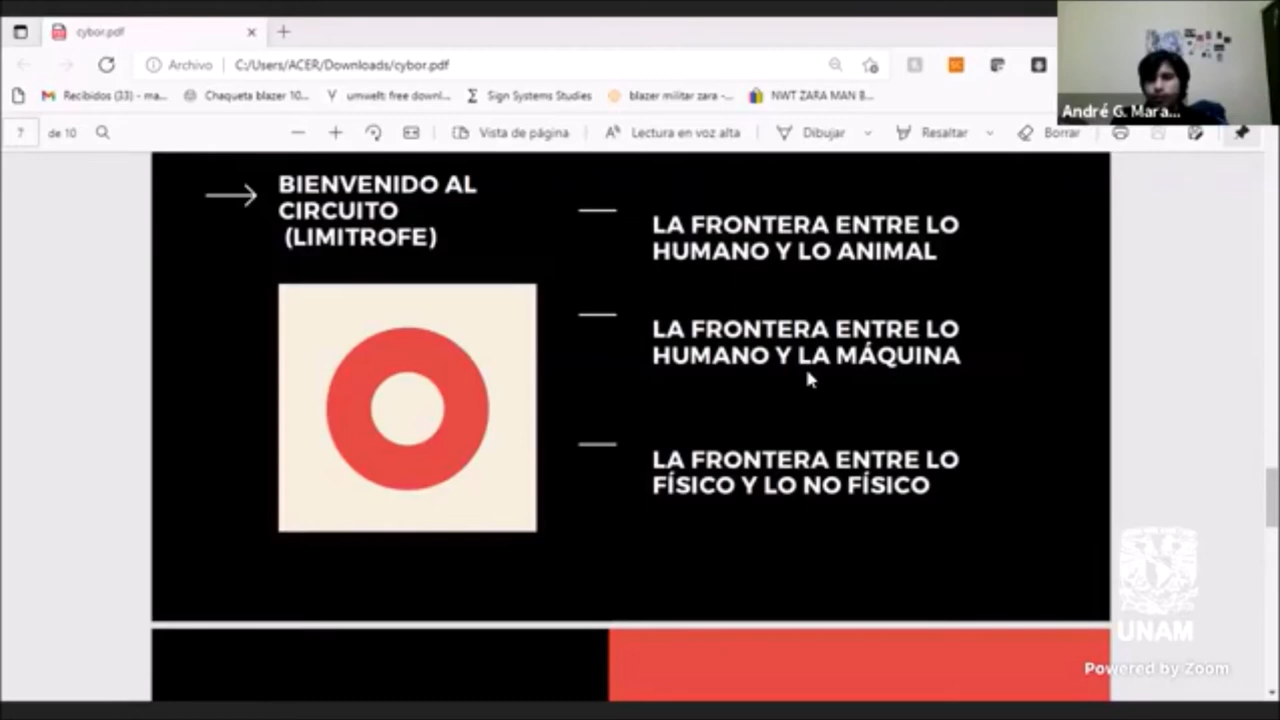 cybor.pdf
Archivo
C:/Users/ACER/Downloads/cybor.pdf
Recibidos (33) - ma...
Chaqueta blazer 10...
umwelt: free downl...
Sign Systems Studies
blazer militar zara -...
NWT ZARA MAN B...
André G. Mara...
7 de 10
Vista de página
Lectura en voz alta
Dibujar
Resaltar
Borrar
BIENVENIDO AL
CIRCUITO
(LIMITROFE)
LA FRONTERA ENTRE LO
HUMANO Y LO ANIMAL
LA FRONTERA ENTRE LO
HUMANO Y LA MÁQUINA
LA FRONTERA ENTRE LO
FÍSICO Y LO NO FÍSICO
UNAM
Powered by Zoom